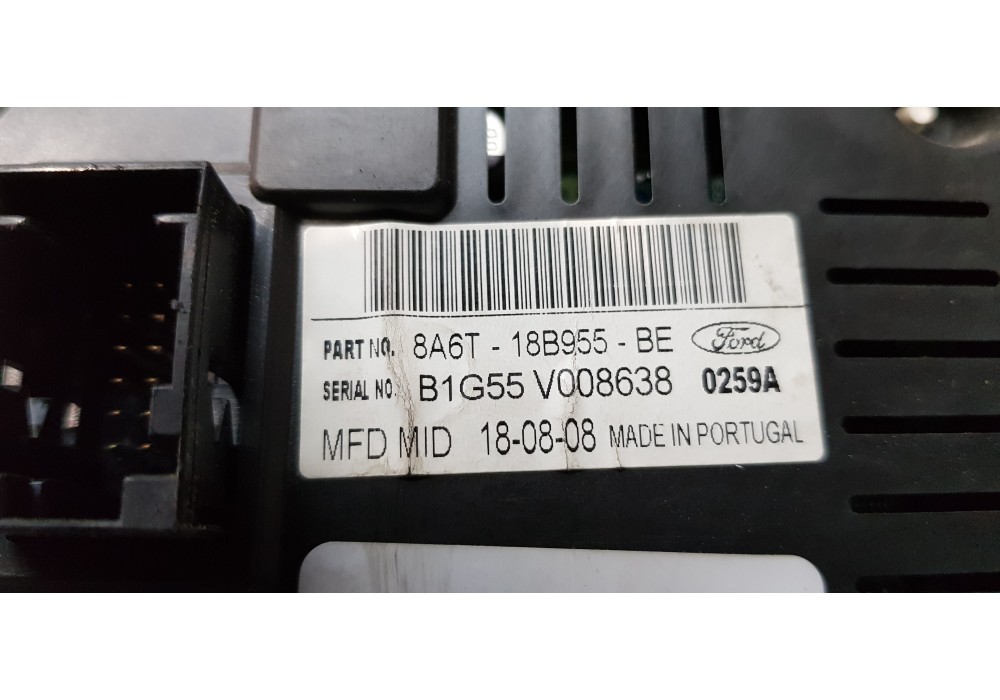 PART NO. 8A6T - 18B955 - BE Ford
SERIAL NO. B1G55 V008638 0259A
MFD MID 18-08-08 MADE IN PORTUGAL